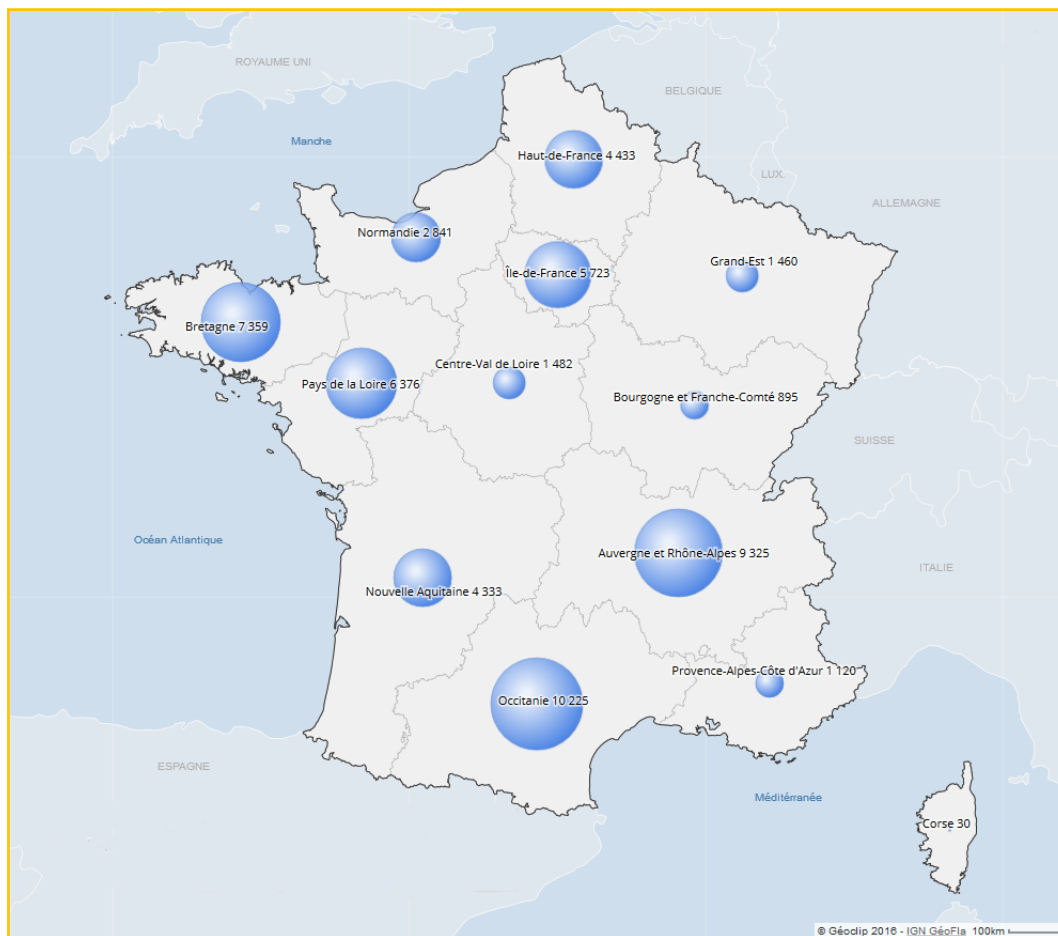 ROYAUME UNI
BELGIQUE
Manche
Haut-de-France 4 433
LUX.
ALLEMAGNE
Normandie 2 841
Grand-Est 1 460
Île-de-France 5 723
Bretagne 7 359
Centre-Val de Loire 1 482
Pays de la Loire 6 376
Bourgogne et Franche-Comté 895
SUISSE
Océan Atlantique
Auvergne et Rhône-Alpes 9 325
ITALIE
Nouvelle Aquitaine 4 333
Provence-Alpes-Côte d'Azur 1 120
Occitanie 10 225
ESPAGNE
Méditérranée
Corse 30
© Géoclip 2016 - IGN GéoFla 100km